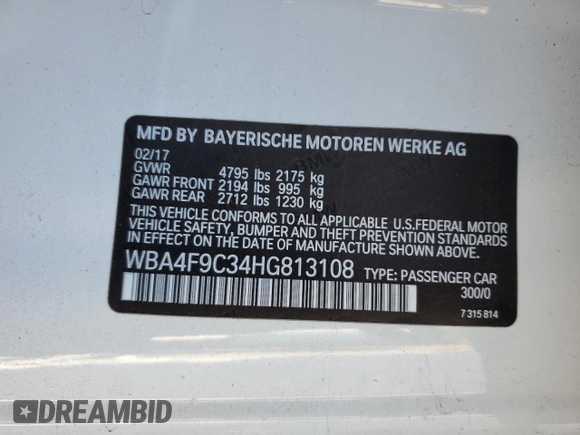 MFD BY BAYERISCHE MOTOREN WERKE AG
02/17
GVWR 4795 lbs 2175 kg
GAWR FRONT 2194 lbs 995 kg
GAWR REAR 2712 lbs 1230 kg
THIS VEHICLE CONFORMS TO ALL APPLICABLE U.S.FEDERAL MOTOR
VEHICLE SAFETY, BUMPER AND THEFT PREVENTION STANDARDS
IN EFFECT ON THE DATE OF MANUFACTURE SHOWN ABOVE.
WBA4F9C34HG813108 TYPE: PASSENGER CAR
300/0
7 315 814
DREAMBID